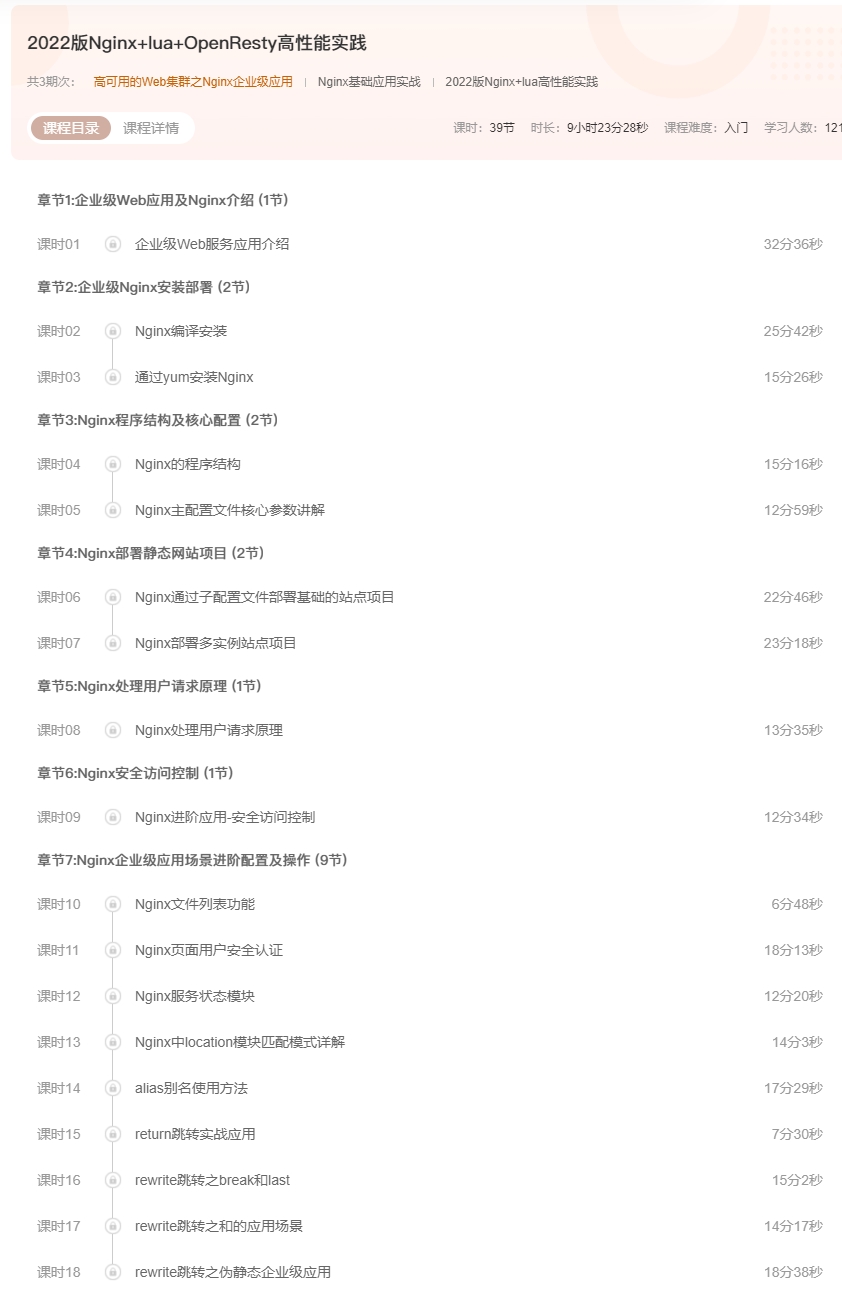 2022版Nginx+lua+OpenResty高性能实践
共3期次： 高可用的Web集群之Nginx企业级应用 | Nginx基础应用实战 | 2022版Nginx+lua高性能实践
课程目录 课程详情 课时：39节 时长：9小时23分28秒 课程难度：入门 学习人数：121
章节1:企业级Web应用及Nginx介绍 (1节)
课时01 企业级Web服务应用介绍 32分36秒
章节2:企业级Nginx安装部署 (2节)
课时02 Nginx编译安装 25分42秒
课时03 通过yum安装Nginx 15分26秒
章节3:Nginx程序结构及核心配置 (2节)
课时04 Nginx的程序结构 15分16秒
课时05 Nginx主配置文件核心参数讲解 12分59秒
章节4:Nginx部署静态网站项目 (2节)
课时06 Nginx通过子配置文件部署基础的站点项目 22分46秒
课时07 Nginx部署多实例站点项目 23分18秒
章节5:Nginx处理用户请求原理 (1节)
课时08 Nginx处理用户请求原理 13分35秒
章节6:Nginx安全访问控制 (1节)
课时09 Nginx进阶应用-安全访问控制 12分34秒
章节7:Nginx企业级应用场景进阶配置及操作 (9节)
课时10 Nginx文件列表功能 6分48秒
课时11 Nginx页面用户安全认证 18分13秒
课时12 Nginx服务状态模块 12分20秒
课时13 Nginx中location模块匹配模式详解 14分3秒
课时14 alias别名使用方法 17分29秒
课时15 return跳转实战应用 7分30秒
课时16 rewrite跳转之break和last 15分2秒
课时17 rewrite跳转之和的应用场景 14分17秒
课时18 rewrite跳转之伪静态企业级应用 18分38秒